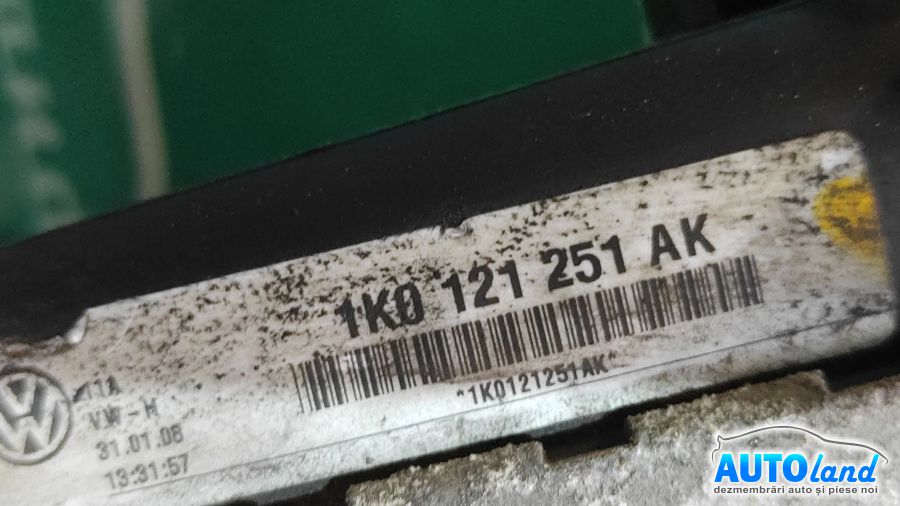 1K0 121 251 AK
"1K0121251AK"
VW-H
31.01.08
13:31:57
AUTOland
dezmembrări auto și piese noi